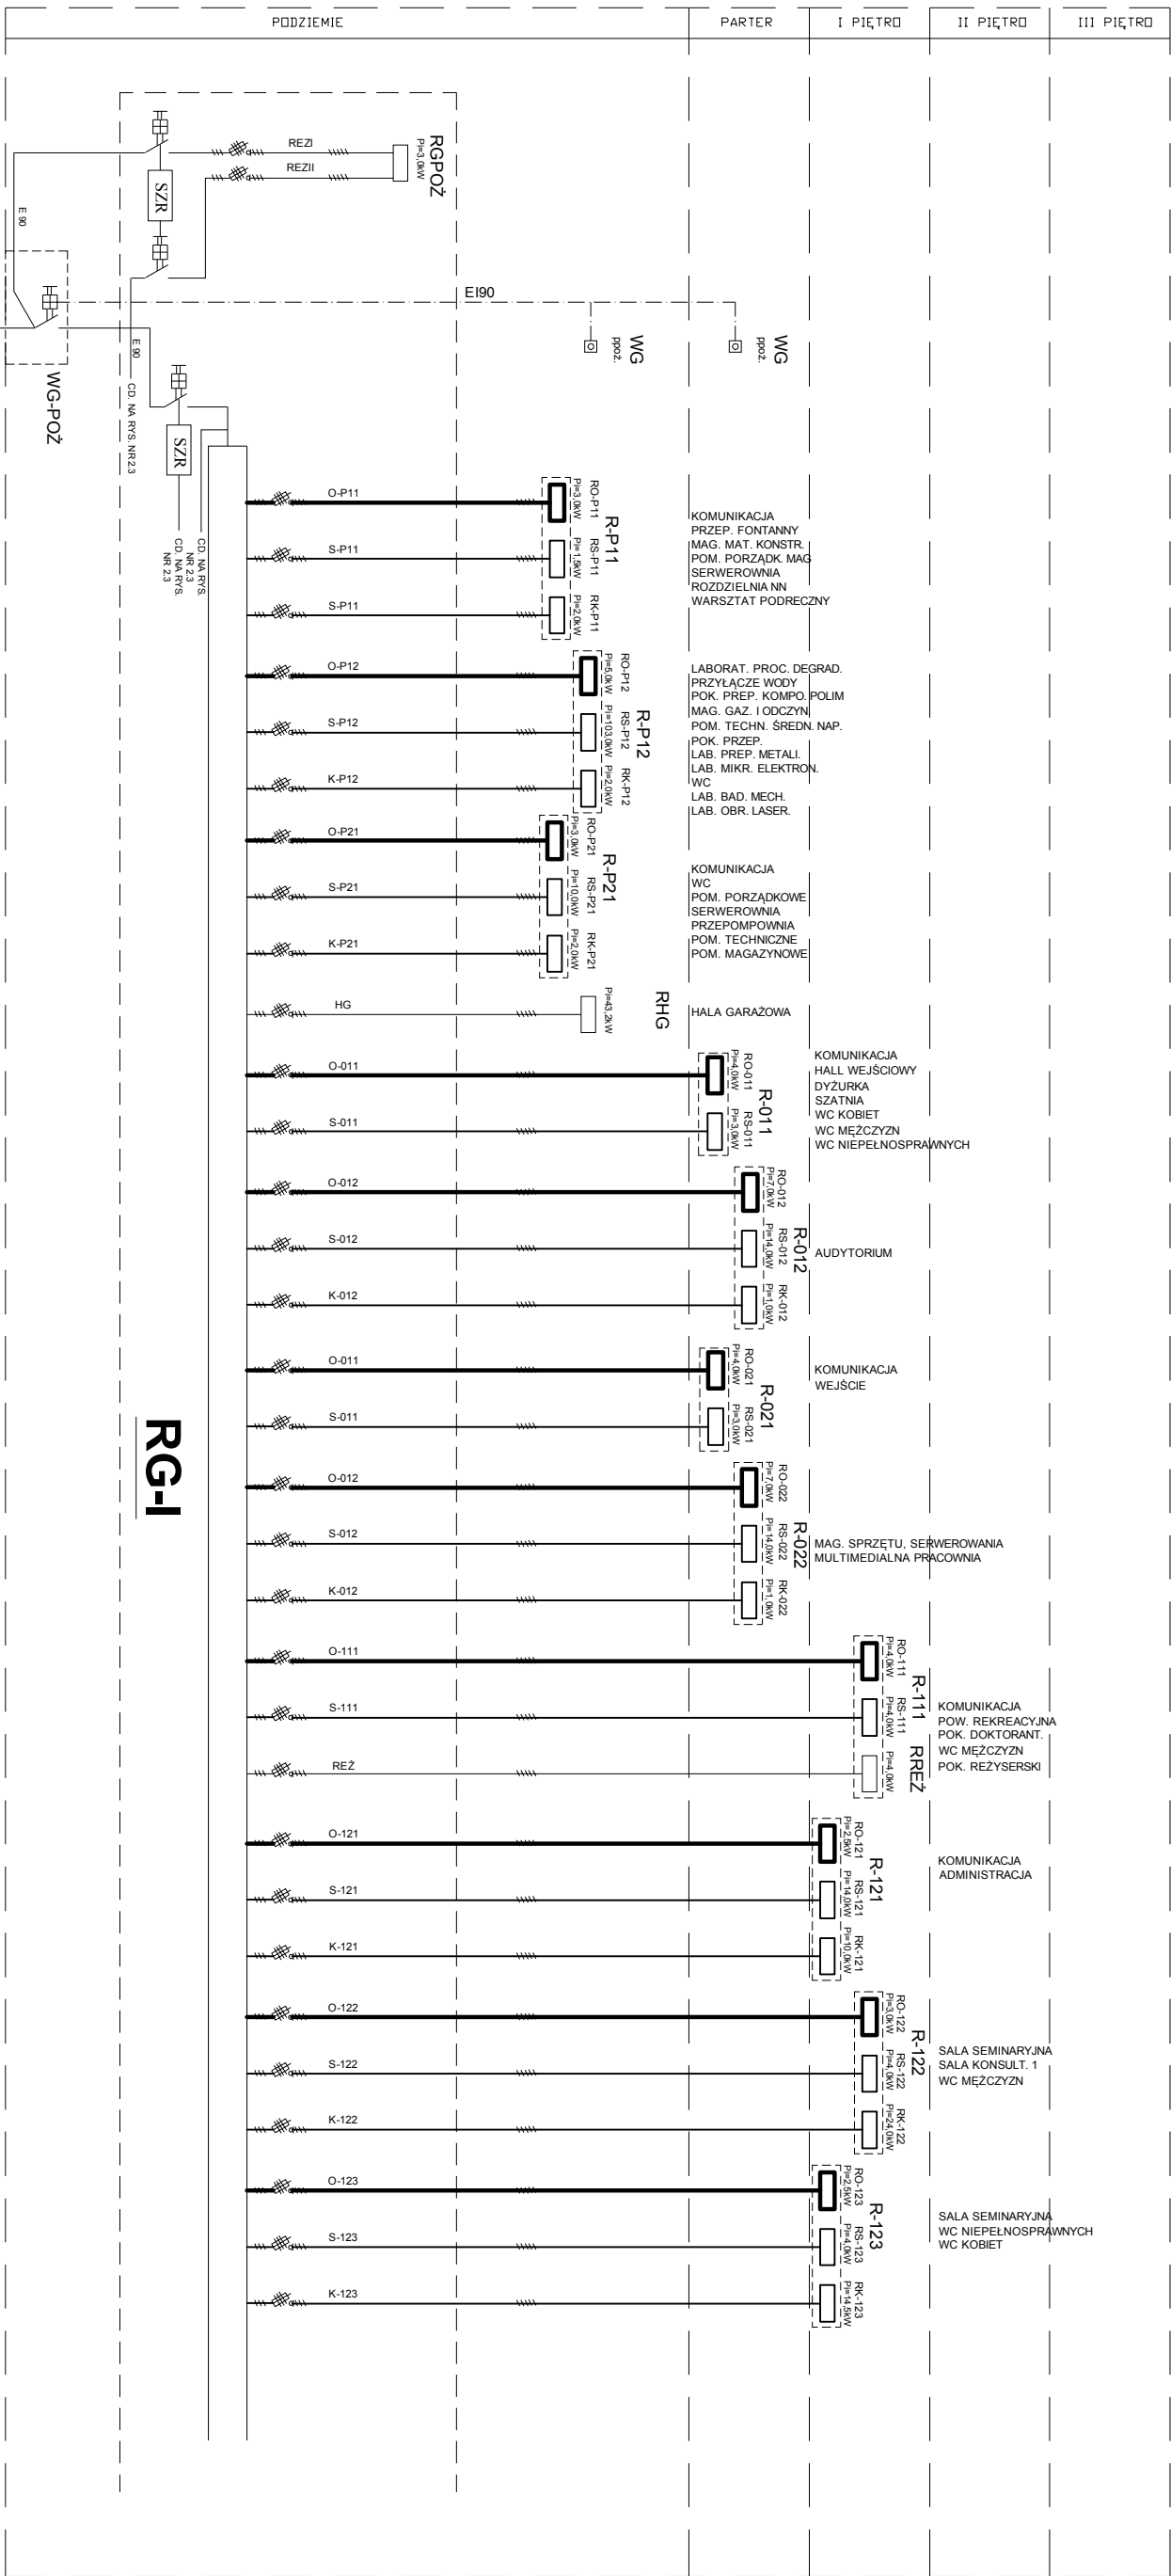 PODZIEMIE
PARTER
I PIĘTRO
II PIĘTRO
III PIĘTRO
RGPOŻ
Pi=3,0kW
REZI
REZII
SZR
E 90
EI90
WG
ppoż.
WG
ppoż.
WG-POŻ
E 90
CD. NA RYS. NR 2.3
SZR
CD. NA RYS.
NR 2.3
CD. NA RYS.
NR 2.3
RG-I
O-P11
S-P11
S-P11
R-P11
RO-P11
Pi=3,0kW
RS-P11
Pi=1,5kW
RK-P11
Pi=2,0kW
KOMUNIKACJA
PRZEP. FONTANNY
MAG. MAT. KONSTR.
POM. PORZĄDK. MAG
SERWEROWNIA
ROZDZIELNIA NN
WARSZTAT PODRECZNY
O-P12
S-P12
K-P12
R-P12
RO-P12
Pi=5,0kW
RS-P12
Pi=103,0kW
RK-P12
Pi=2,0kW
LABORAT. PROC. DEGRAD.
PRZYŁĄCZE WODY
POK. PREP. KOMPO. POLIM
MAG. GAZ. I ODCZYN.
POM. TECHN. ŚREDN. NAP.
POK. PRZEP.
LAB. PREP. METALI.
LAB. MIKR. ELEKTRON.
WC
LAB. BAD. MECH.
LAB. OBR. LASER.
O-P21
S-P21
K-P21
R-P21
RO-P21
Pi=3,0kW
RS-P21
Pi=10,0kW
RK-P21
Pi=2,0kW
KOMUNIKACJA
WC
POM. PORZĄDKOWE
SERWEROWNIA
PRZEPOMPOWNIA
POM. TECHNICZNE
POM. MAGAZYNOWE
HG
RHG
Pi=43,2kW
HALA GARAŻOWA
O-011
S-011
R-011
RO-011
Pi=4,0kW
RS-011
Pi=3,0kW
KOMUNIKACJA
HALL WEJŚCIOWY
DYŻURKA
SZATNIA
WC KOBIET
WC MĘŻCZYZN
WC NIEPEŁNOSPRAWNYCH
O-012
S-012
K-012
R-012
RO-012
Pi=7,0kW
RS-012
Pi=14,0kW
RK-012
Pi=1,0kW
AUDYTORIUM
O-011
S-011
R-021
RO-021
Pi=4,0kW
RS-021
Pi=3,0kW
KOMUNIKACJA
WEJŚCIE
O-012
S-012
K-012
R-022
RO-022
Pi=7,0kW
RS-022
Pi=14,0kW
RK-022
Pi=1,0kW
MAG. SPRZĘTU, SERWEROWANIA
MULTIMEDIALNA PRACOWNIA
O-111
S-111
REŻ
R-111
RREŻ
RO-111
Pi=4,0kW
RS-111
Pi=4,0kW
Pi=4,0kW
KOMUNIKACJA
POW. REKREACYJNA
POK. DOKTORANT.
WC MĘŻCZYZN
POK. REŻYSERSKI
O-121
S-121
K-121
R-121
RO-121
Pi=2,5kW
RS-121
Pi=14,0kW
RK-121
Pi=10,0kW
KOMUNIKACJA
ADMINISTRACJA
O-122
S-122
K-122
R-122
RO-122
Pi=3,0kW
RS-122
Pi=4,0kW
RK-122
Pi=24,0kW
SALA SEMINARYJNA
SALA KONSULT. 1
WC MĘŻCZYZN
O-123
S-123
K-123
R-123
RO-123
Pi=2,5kW
RS-123
Pi=4,0kW
RK-123
Pi=14,5kW
SALA SEMINARYJNA
WC NIEPEŁNOSPRAWNYCH
WC KOBIET